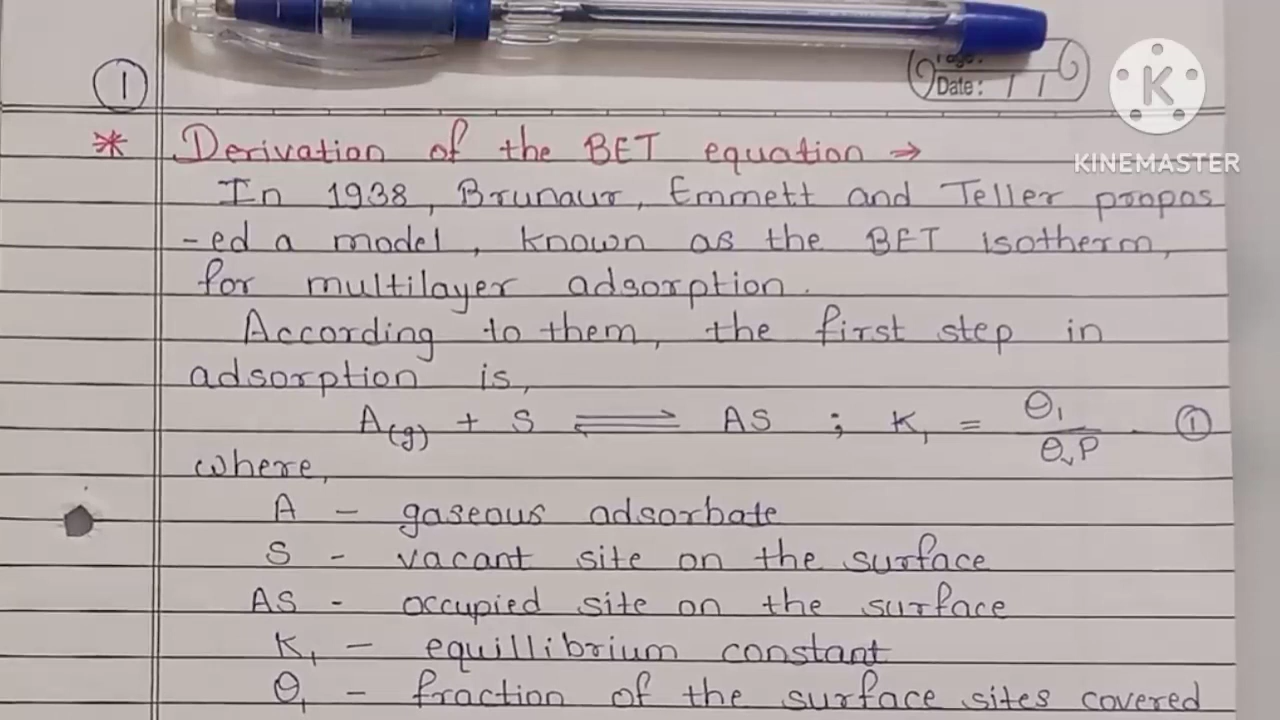 1
Page:
Date: / /
K
KINEMASTER
* Derivation of the BET equation →
In 1938, Brunaur, Emmett and Teller propos
-ed a model, known as the BET isotherm,
for multilayer adsorption.
According to them, the first step in
adsorption is,
A(g) + S ⇌ AS ; K₁ = θ₁ / θᵥP - ①
where,
A - gaseous adsorbate
S - vacant site on the surface
AS - occupied site on the surface
K₁ - equillibrium constant
θ₁ - fraction of the surface sites covered